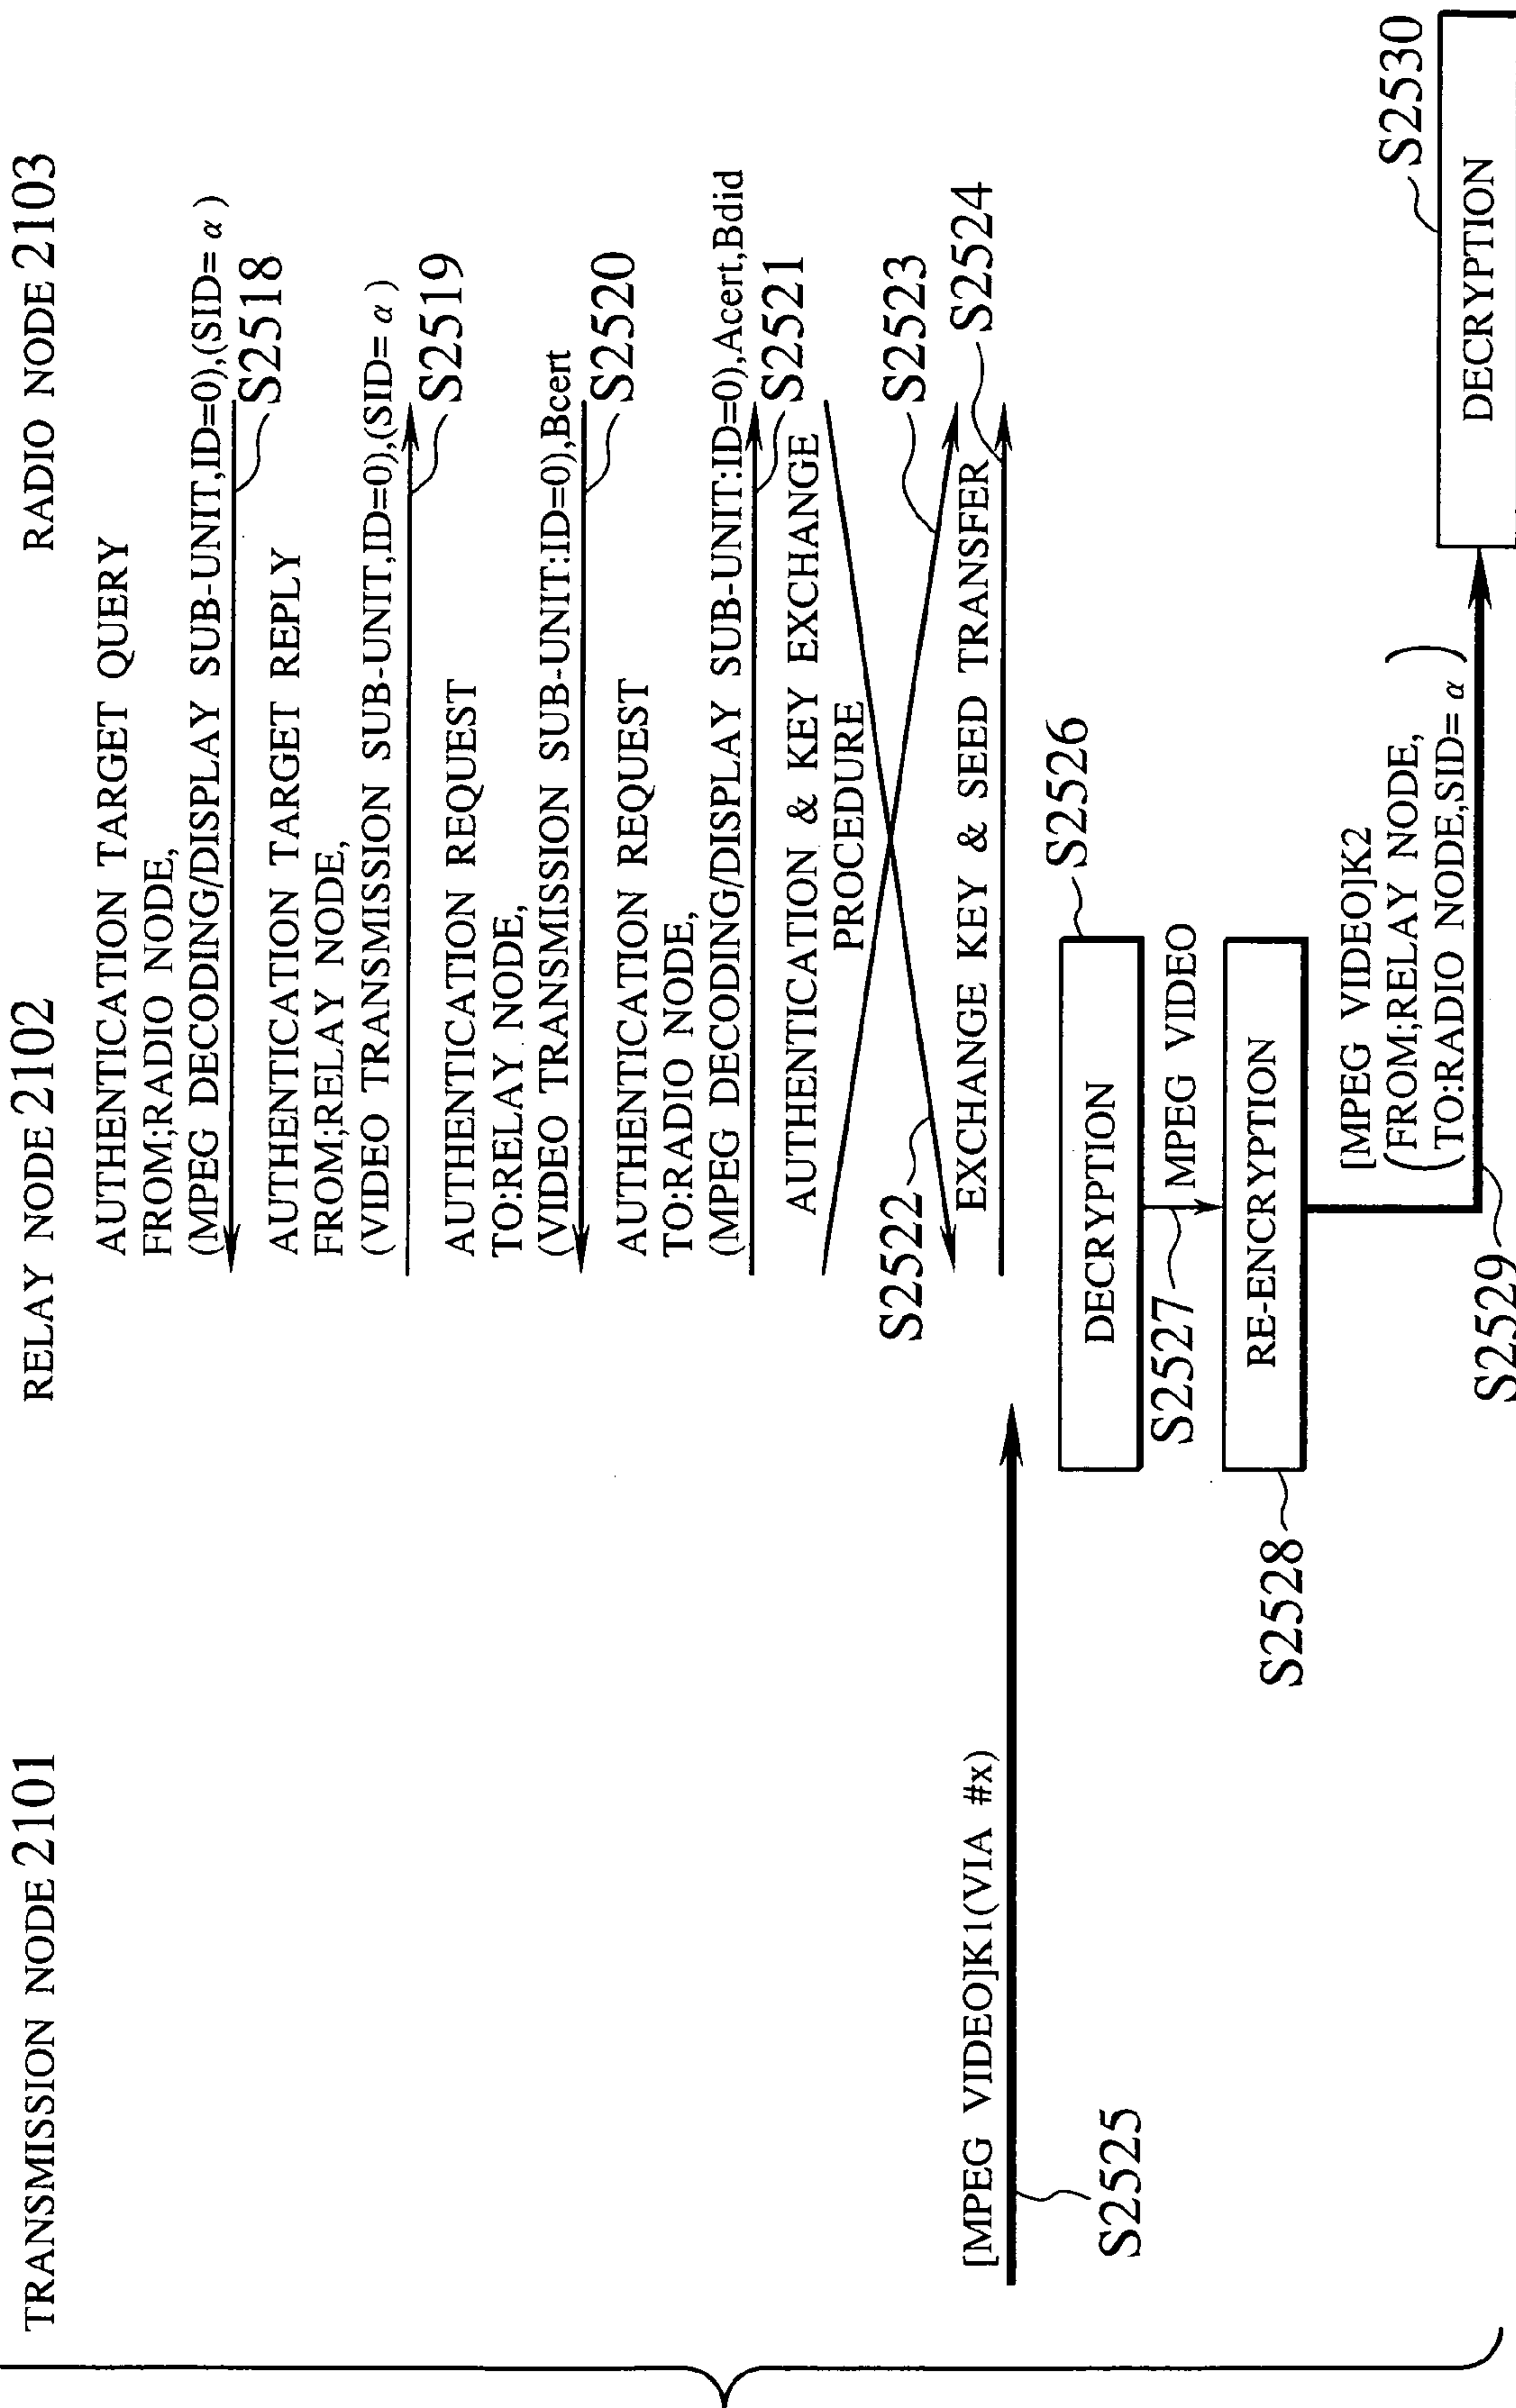 TRANSMISSION NODE 2101
RELAY NODE 2102
RADIO NODE 2103
AUTHENTICATION TARGET QUERY
FROM;RADIO NODE,
(MPEG DECODING/DISPLAY SUB-UNIT,ID=0),(SID= α )
S2518
AUTHENTICATION TARGET REPLY
FROM;RELAY NODE,
(VIDEO TRANSMISSION SUB-UNIT,ID=0),(SID= α )
S2519
AUTHENTICATION REQUEST
TO:RELAY NODE,
(VIDEO TRANSMISSION SUB-UNIT:ID=0),Bcert
S2520
AUTHENTICATION REQUEST
TO:RADIO NODE,
(MPEG DECODING/DISPLAY SUB-UNIT:ID=0),Acert,Bdid
S2521
AUTHENTICATION & KEY EXCHANGE
PROCEDURE
S2522
S2523
EXCHANGE KEY & SEED TRANSFER
S2524
[MPEG VIDEO]K1(VIA #x)
S2525
DECRYPTION
S2526
S2527
MPEG VIDEO
RE-ENCRYPTION
S2528
[MPEG VIDEO]K2
(FROM;RELAY NODE,
TO:RADIO NODE,SID= α )
S2529
DECRYPTION
S2530